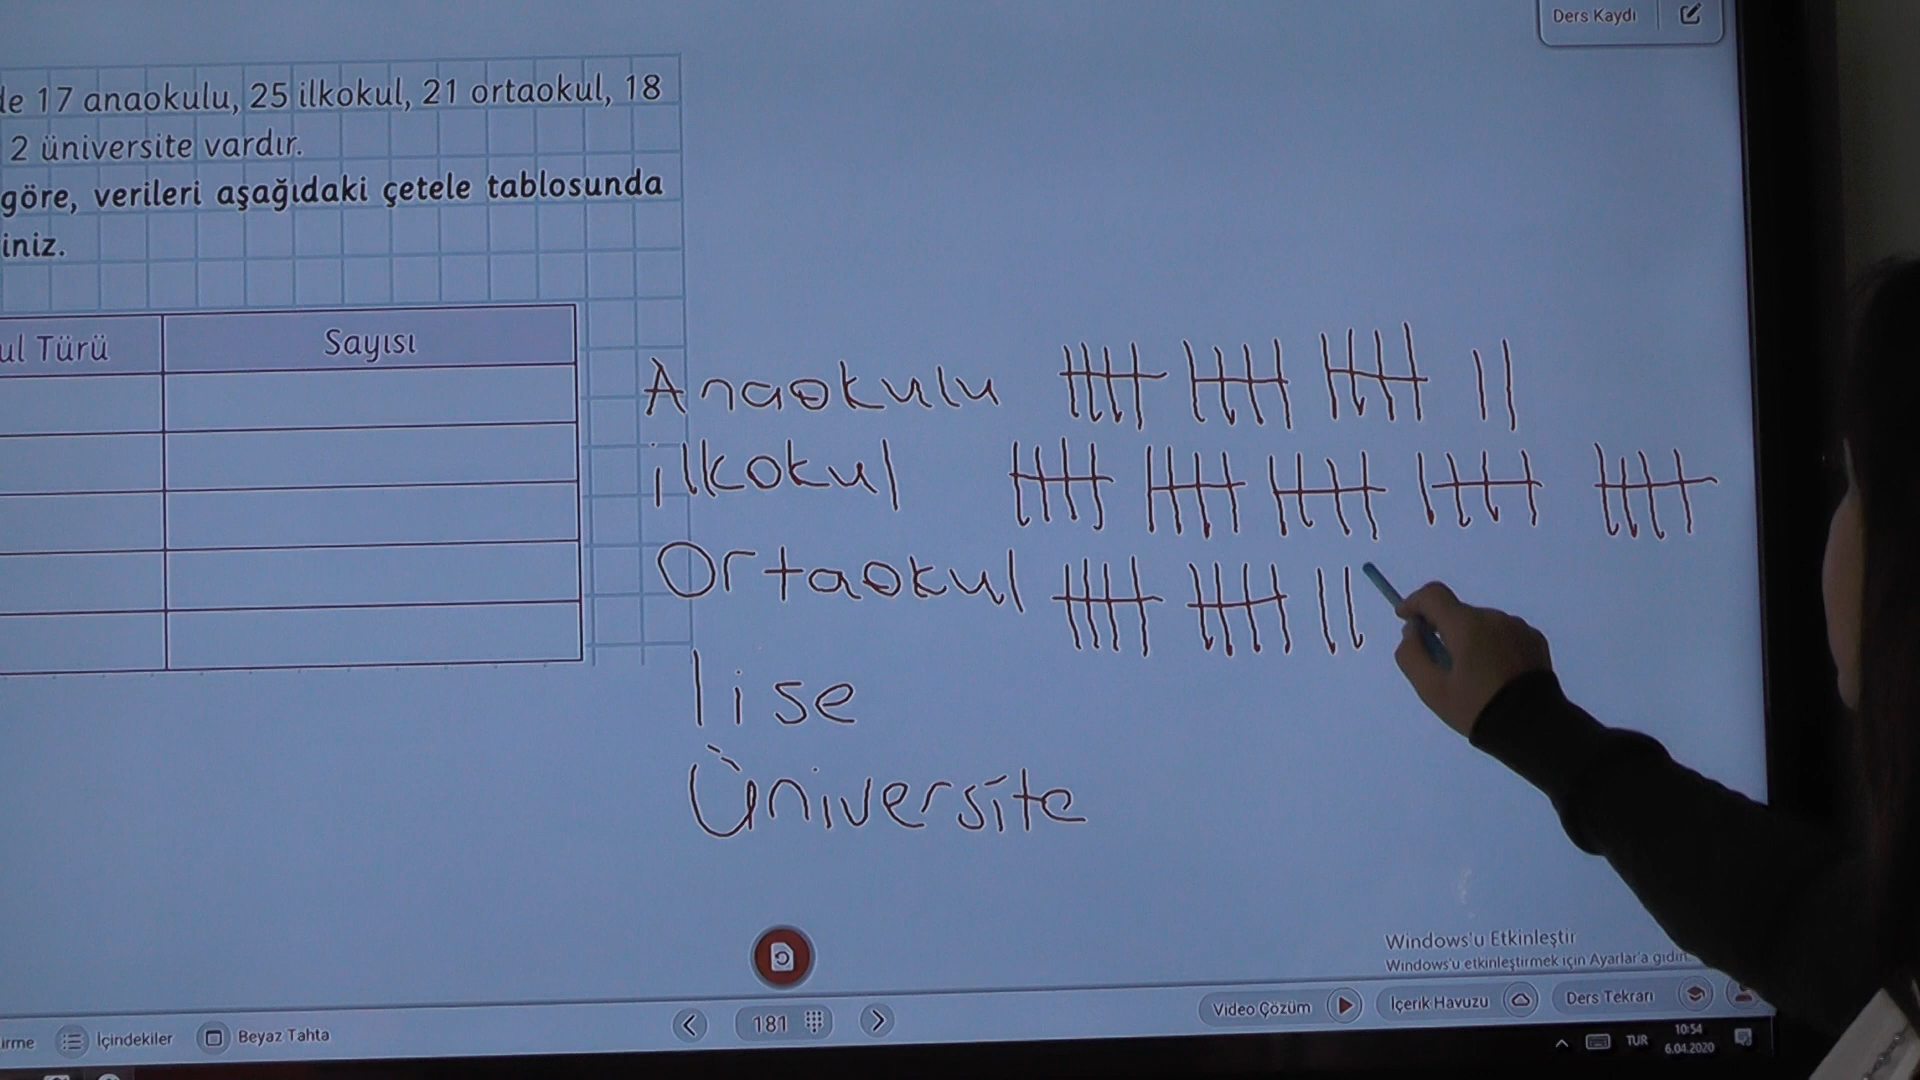 Ders Kaydı
17 anaokulu, 25 ilkokul, 21 ortaokul, 18
2 üniversite vardır.
göre, verileri aşağıdaki çetele tablosunda
iniz.
ul Türü Sayısı
Anaokulu
ilkokul
Ortaokul
lise
Üniversite
Windows'u Etkinleştir
Windows'u etkinleştirmek için Ayarlar'a gidin.
irme İçindekiler Beyaz Tahta 181 Video Çözüm İçerik Havuzu Ders Tekrarı
TUR 10:54
6.04.2020